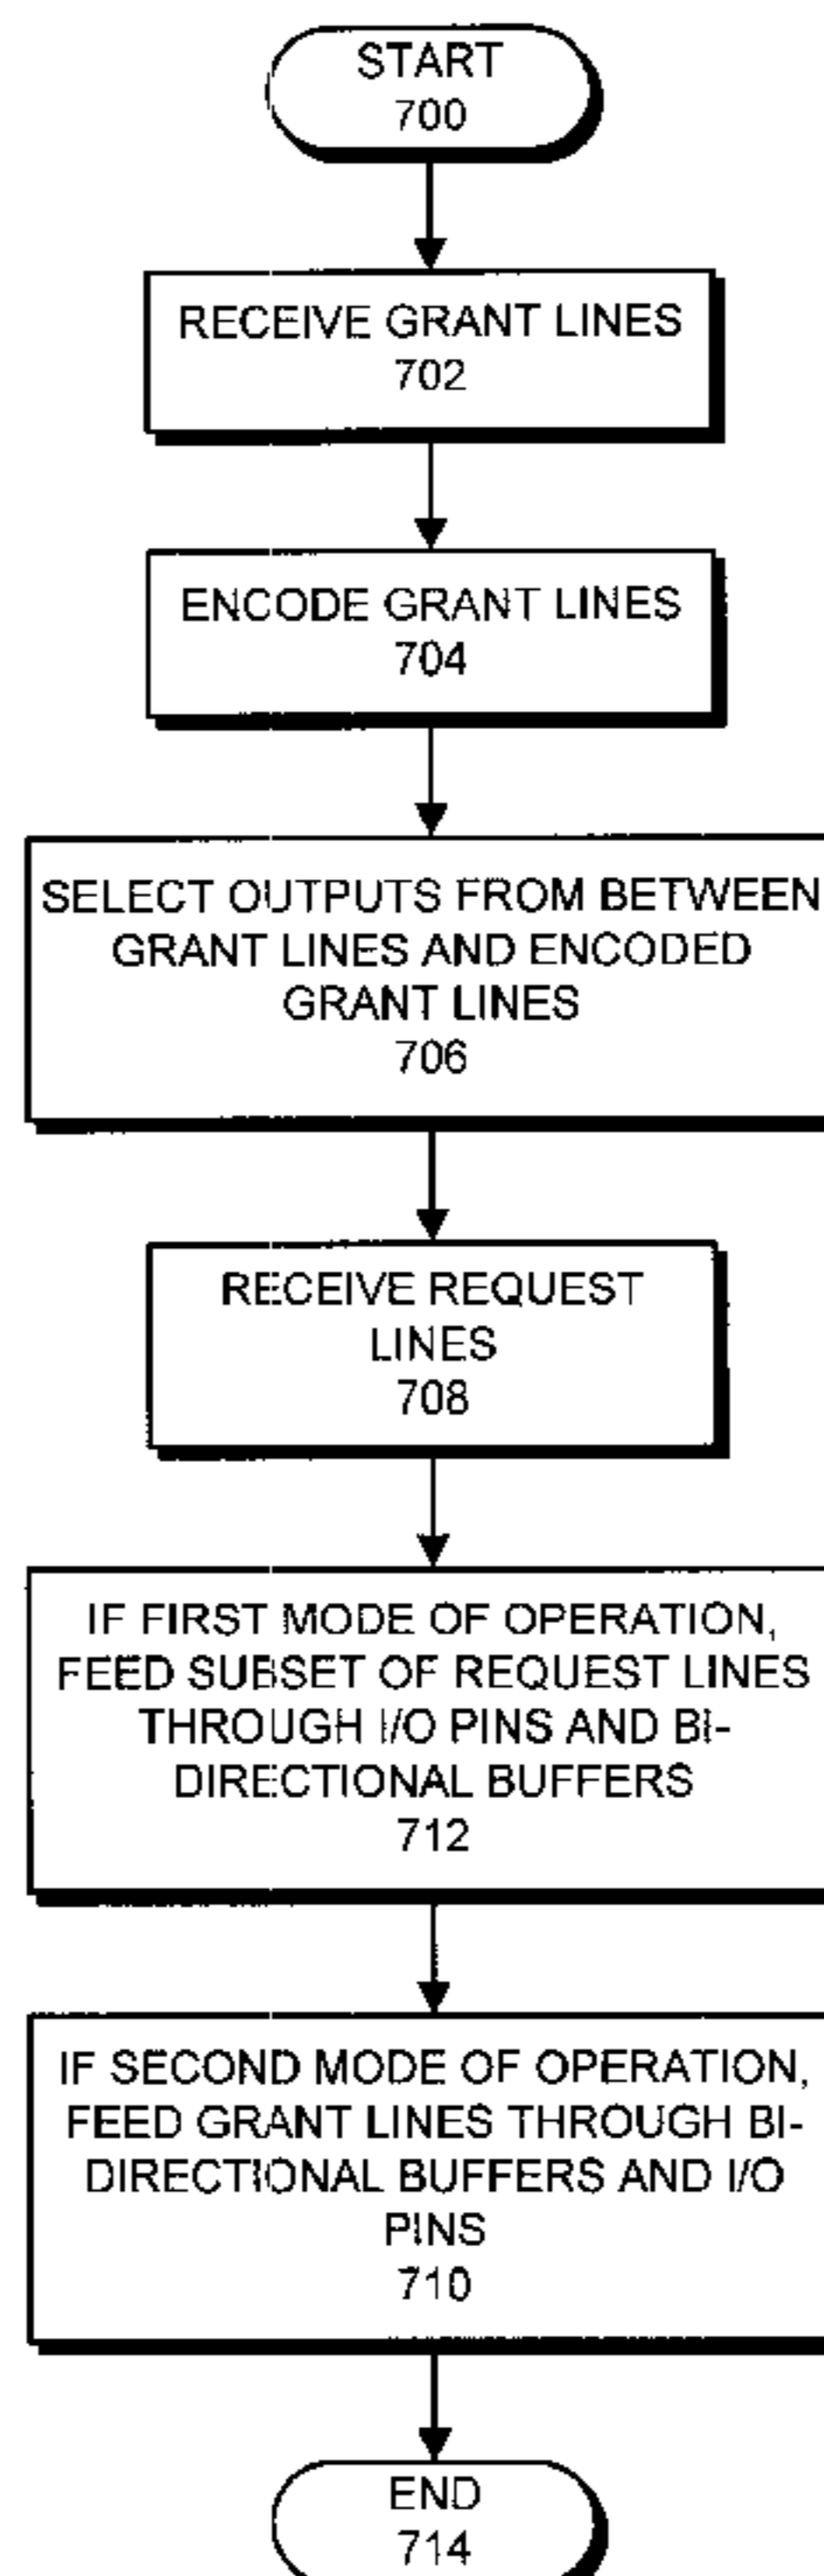 START
700
RECEIVE GRANT LINES
702
ENCODE GRANT LINES
704
SELECT OUTPUTS FROM BETWEEN
GRANT LINES AND ENCODED
GRANT LINES
706
RECEIVE REQUEST
LINES
708
IF FIRST MODE OF OPERATION,
FEED SUBSET OF REQUEST LINES
THROUGH I/O PINS AND BI-
DIRECTIONAL BUFFERS
712
IF SECOND MODE OF OPERATION,
FEED GRANT LINES THROUGH BI-
DIRECTIONAL BUFFERS AND I/O
PINS
710
END
714